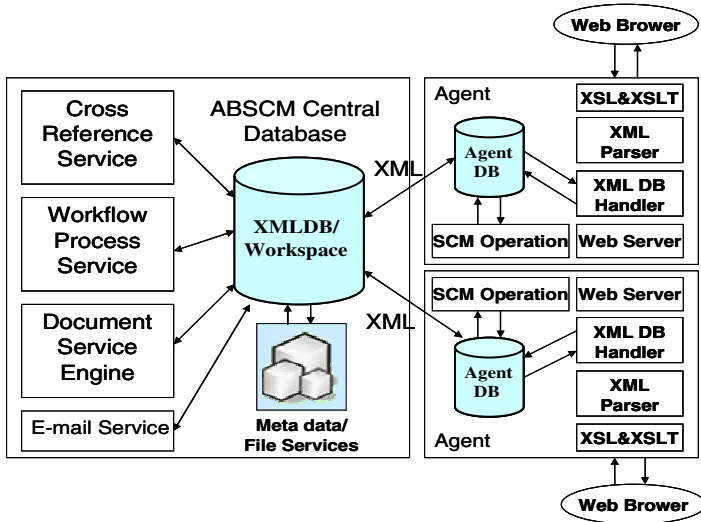 Web Brower
Cross
Reference
Service
Workflow
Process
Service
Document
Service
Engine
E-mail Service
ABSCM Central
Database
XMLDB/
Workspace
Meta data/
File Services
XML
XML
Agent
XSL&XSLT
XML
Parser
Agent
DB
XML DB
Handler
SCM Operation
Web Server
SCM Operation
Web Server
XML DB
Handler
Agent
DB
XML
Parser
Agent
XSL&XSLT
Web Brower